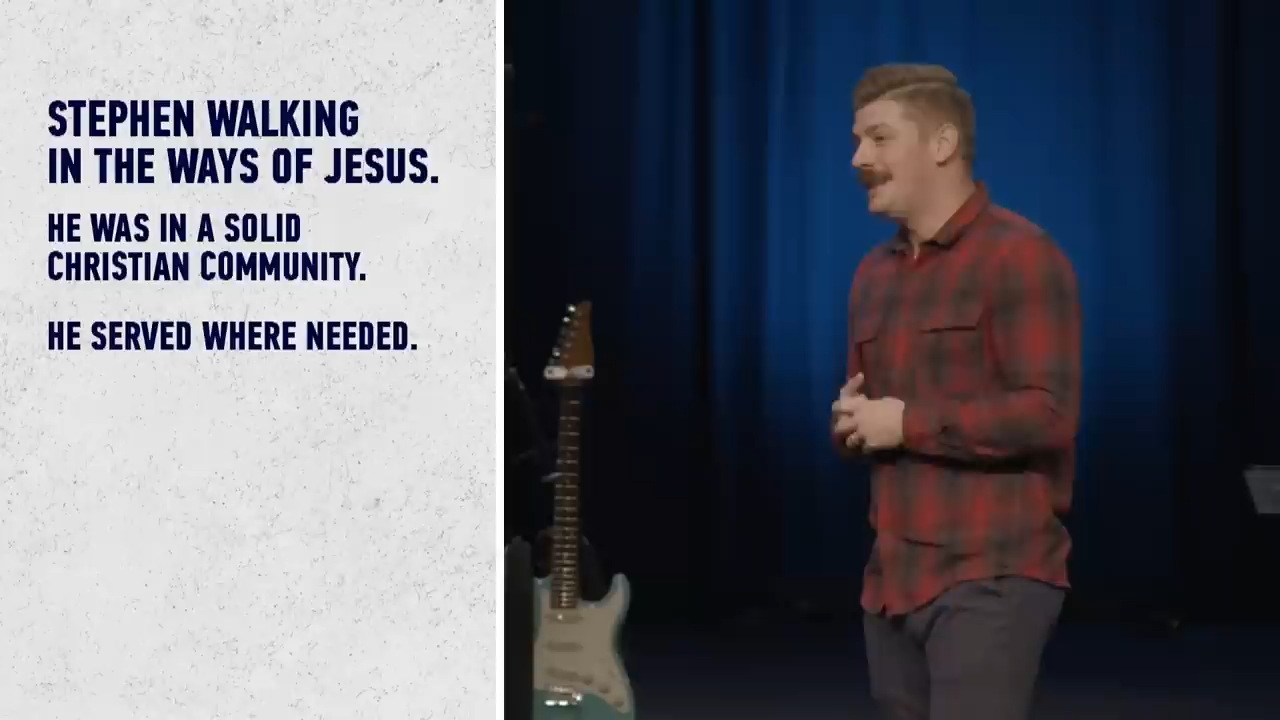 STEPHEN WALKING
IN THE WAYS OF JESUS.
HE WAS IN A SOLID
CHRISTIAN COMMUNITY.
HE SERVED WHERE NEEDED.